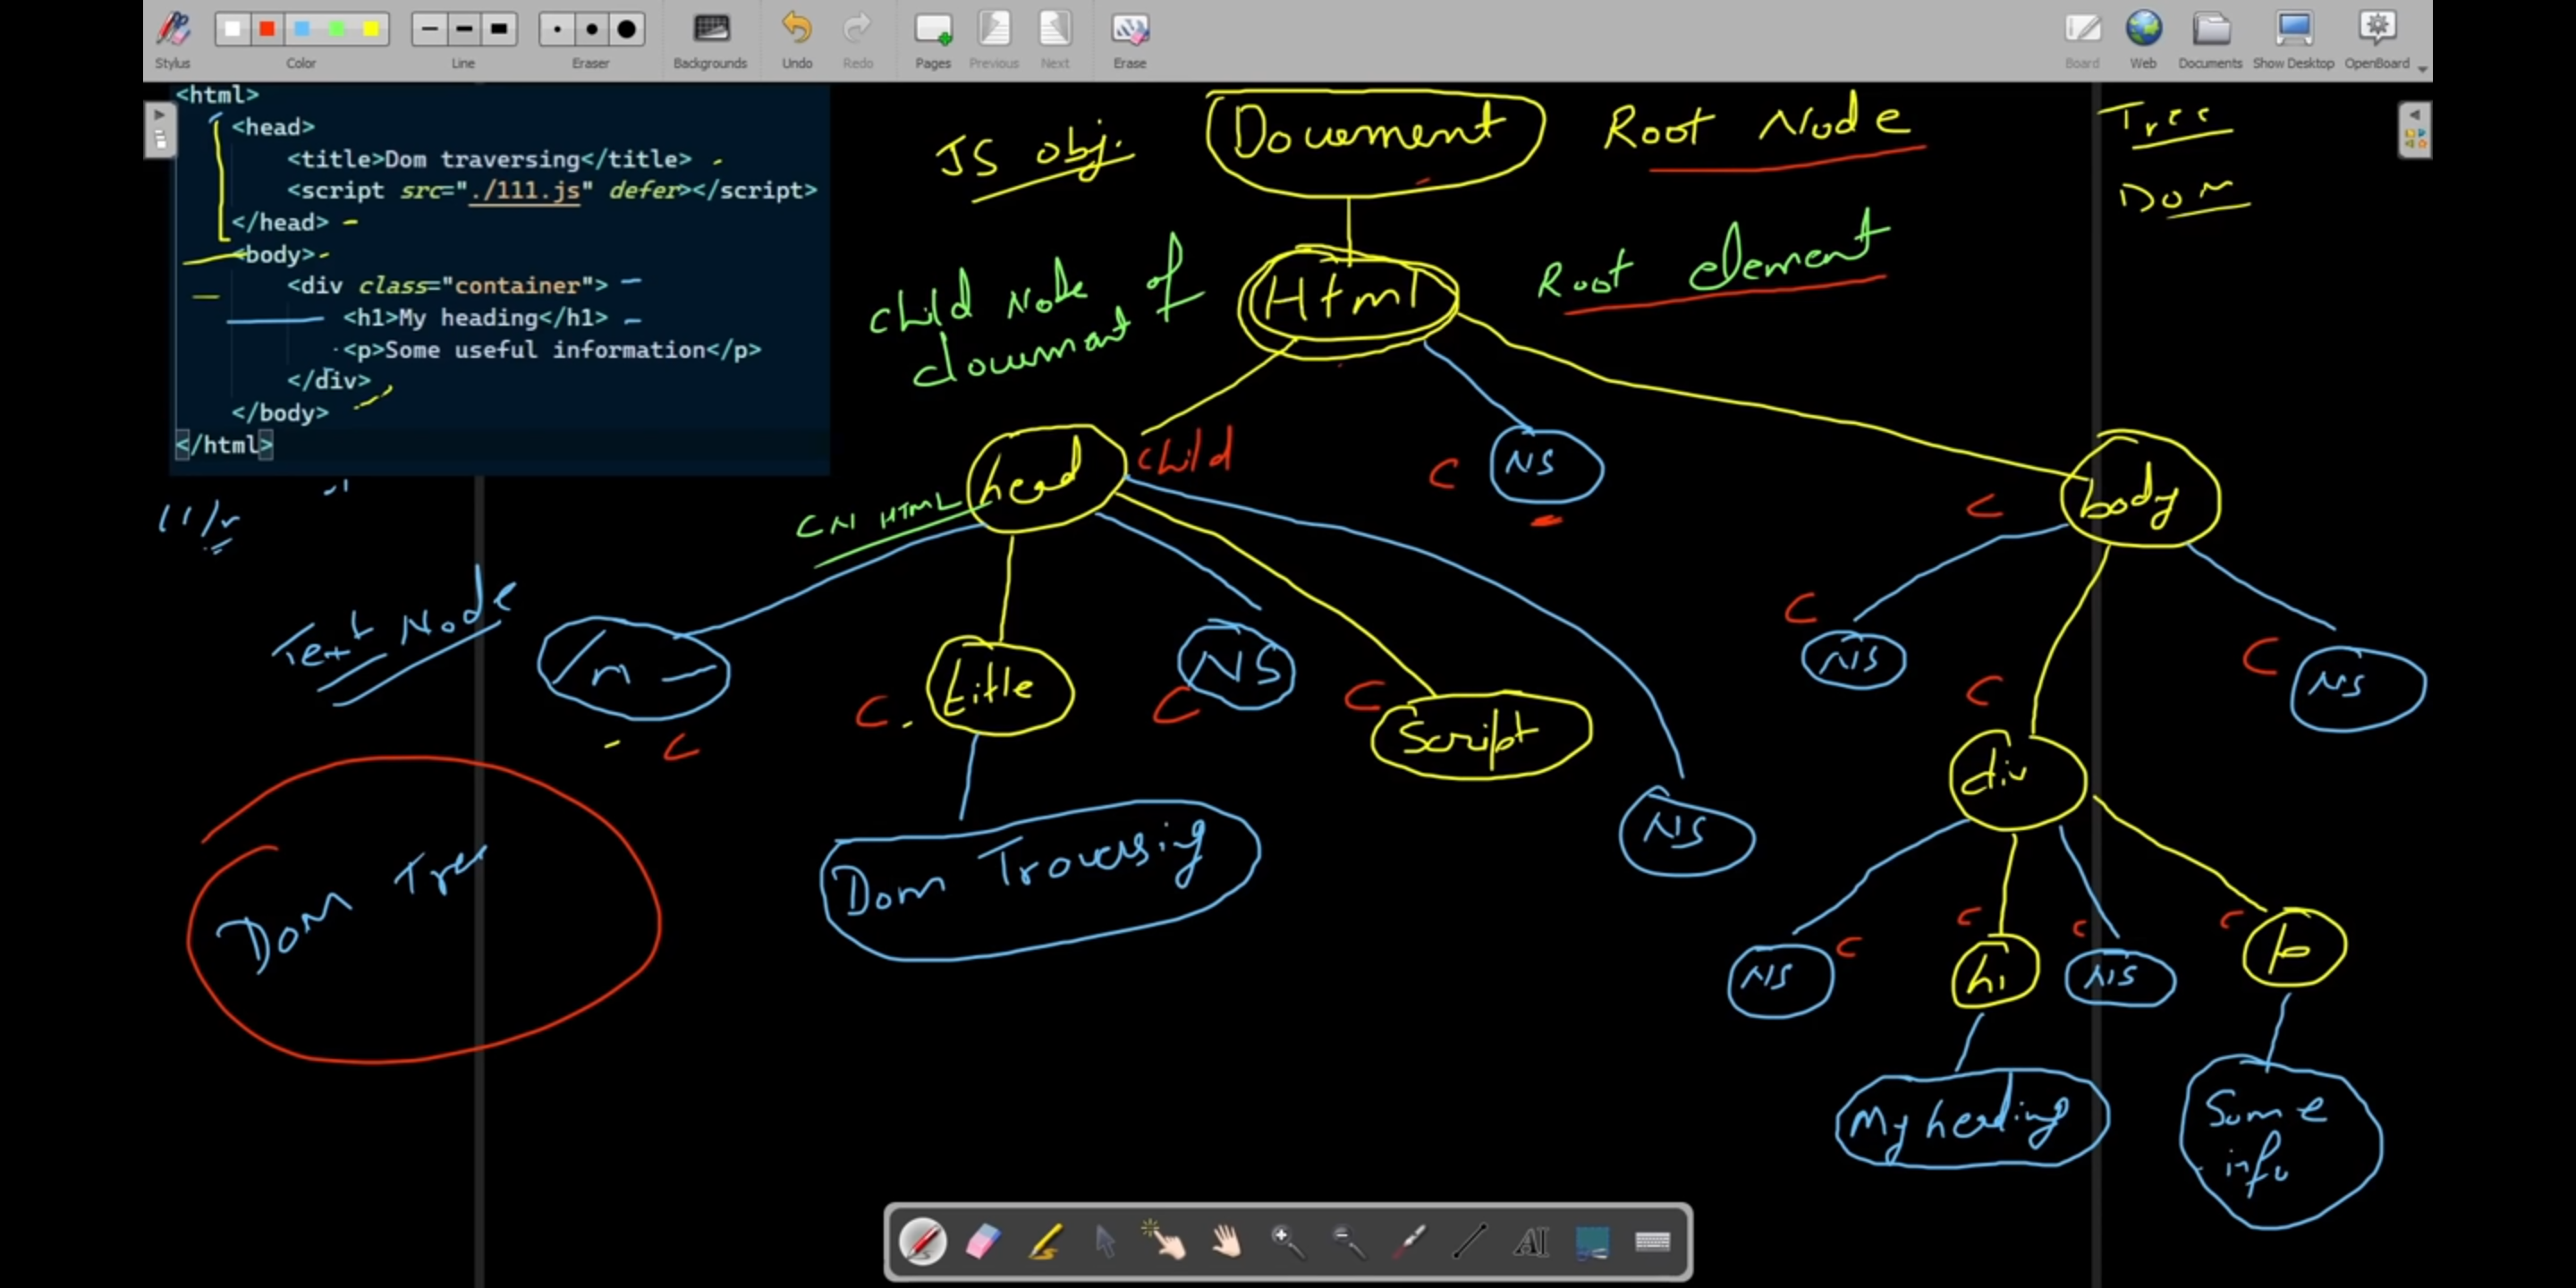 Stylus Color Line Eraser Backgrounds Undo Redo Pages Previous Next Erase Board Web Documents Show Desktop OpenBoard
<html>
<head>
<title>Dom traversing</title>
<script src="./111.js" defer></script>
</head>
<body>
<div class="container">
<h1>My heading</h1>
<p>Some useful information</p>
</div>
</body>
</html>
JS obj. Document Root Node Tree
Dom
Child Node of
document
Html Root element
head child C NS C body
CN HTML
Text Node
/n C
C title
C NS
C Script
NS
C NS
C NS
C div
Dom Tree
Dom Traversing
NS C
C h1
C NS
C p
My heading
Some
info
AI